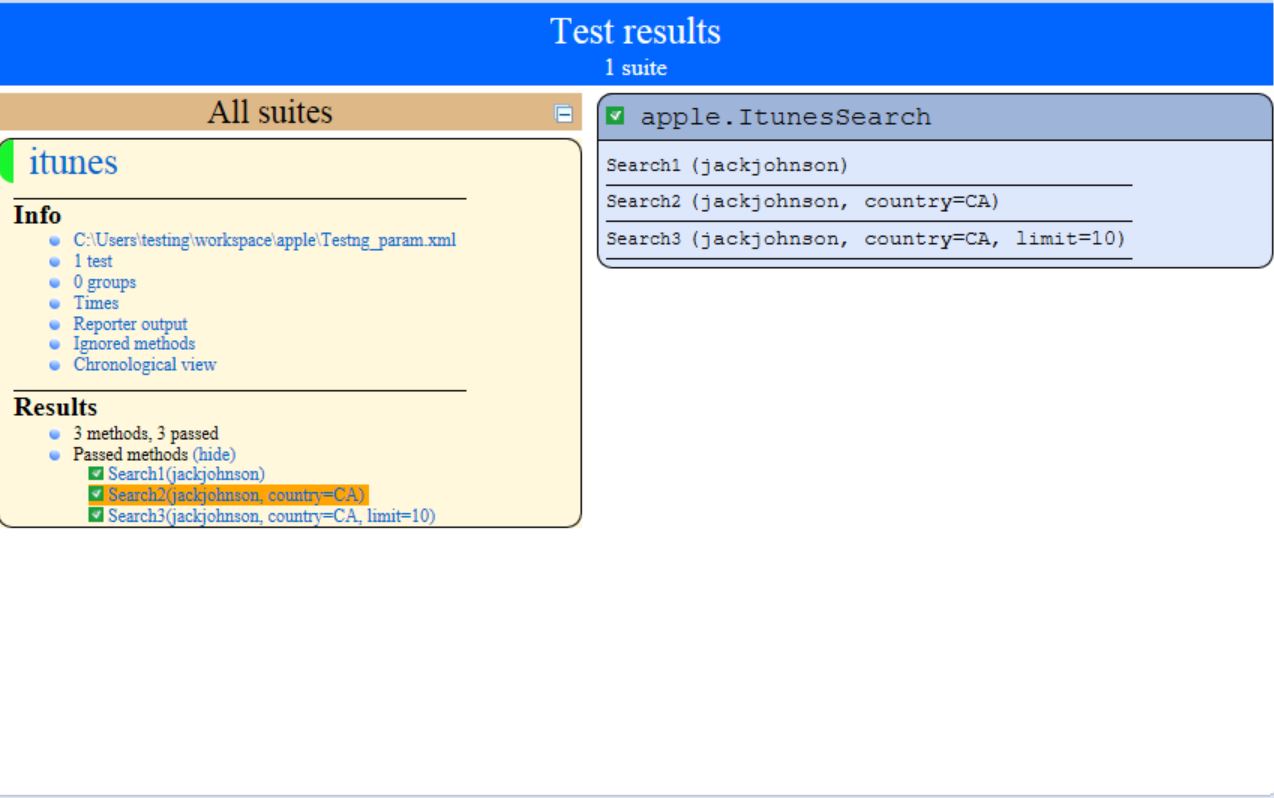 Test results
1 suite
All suites
itunes
Info
C:\Users\testing\workspace\apple\Testng_param.xml
1 test
0 groups
Times
Reporter output
Ignored methods
Chronological view
Results
3 methods, 3 passed
Passed methods (hide)
Search1(jackjohnson)
Search2(jackjohnson, country=CA)
Search3(jackjohnson, country=CA, limit=10)
apple.ItunesSearch
Search1 (jackjohnson)
Search2 (jackjohnson, country=CA)
Search3 (jackjohnson, country=CA, limit=10)